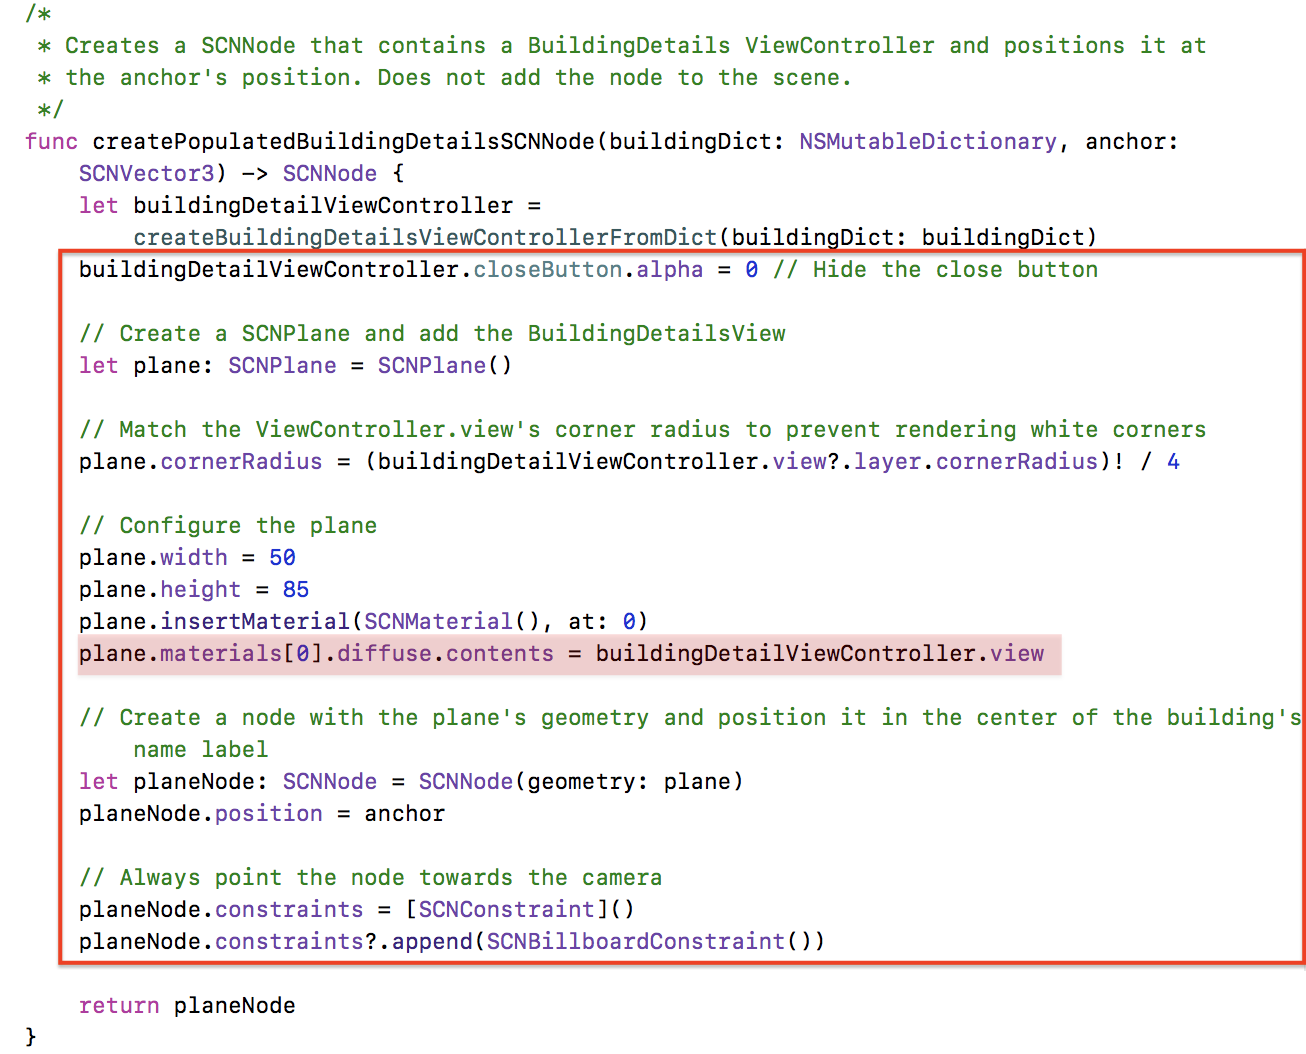 /*
 * Creates a SCNNode that contains a BuildingDetails ViewController and positions it at
 * the anchor's position. Does not add the node to the scene.
 */
func createPopulatedBuildingDetailsSCNNode(buildingDict: NSMutableDictionary, anchor:
    SCNVector3) -> SCNNode {
    let buildingDetailViewController =
        createBuildingDetailsViewControllerFromDict(buildingDict: buildingDict)
    buildingDetailViewController.closeButton.alpha = 0 // Hide the close button

    // Create a SCNPlane and add the BuildingDetailsView
    let plane: SCNPlane = SCNPlane()

    // Match the ViewController.view's corner radius to prevent rendering white corners
    plane.cornerRadius = (buildingDetailViewController.view?.layer.cornerRadius)! / 4

    // Configure the plane
    plane.width = 50
    plane.height = 85
    plane.insertMaterial(SCNMaterial(), at: 0)
    plane.materials[0].diffuse.contents = buildingDetailViewController.view

    // Create a node with the plane's geometry and position it in the center of the building's
        name label
    let planeNode: SCNNode = SCNNode(geometry: plane)
    planeNode.position = anchor

    // Always point the node towards the camera
    planeNode.constraints = [SCNConstraint]()
    planeNode.constraints?.append(SCNBillboardConstraint())

    return planeNode
}